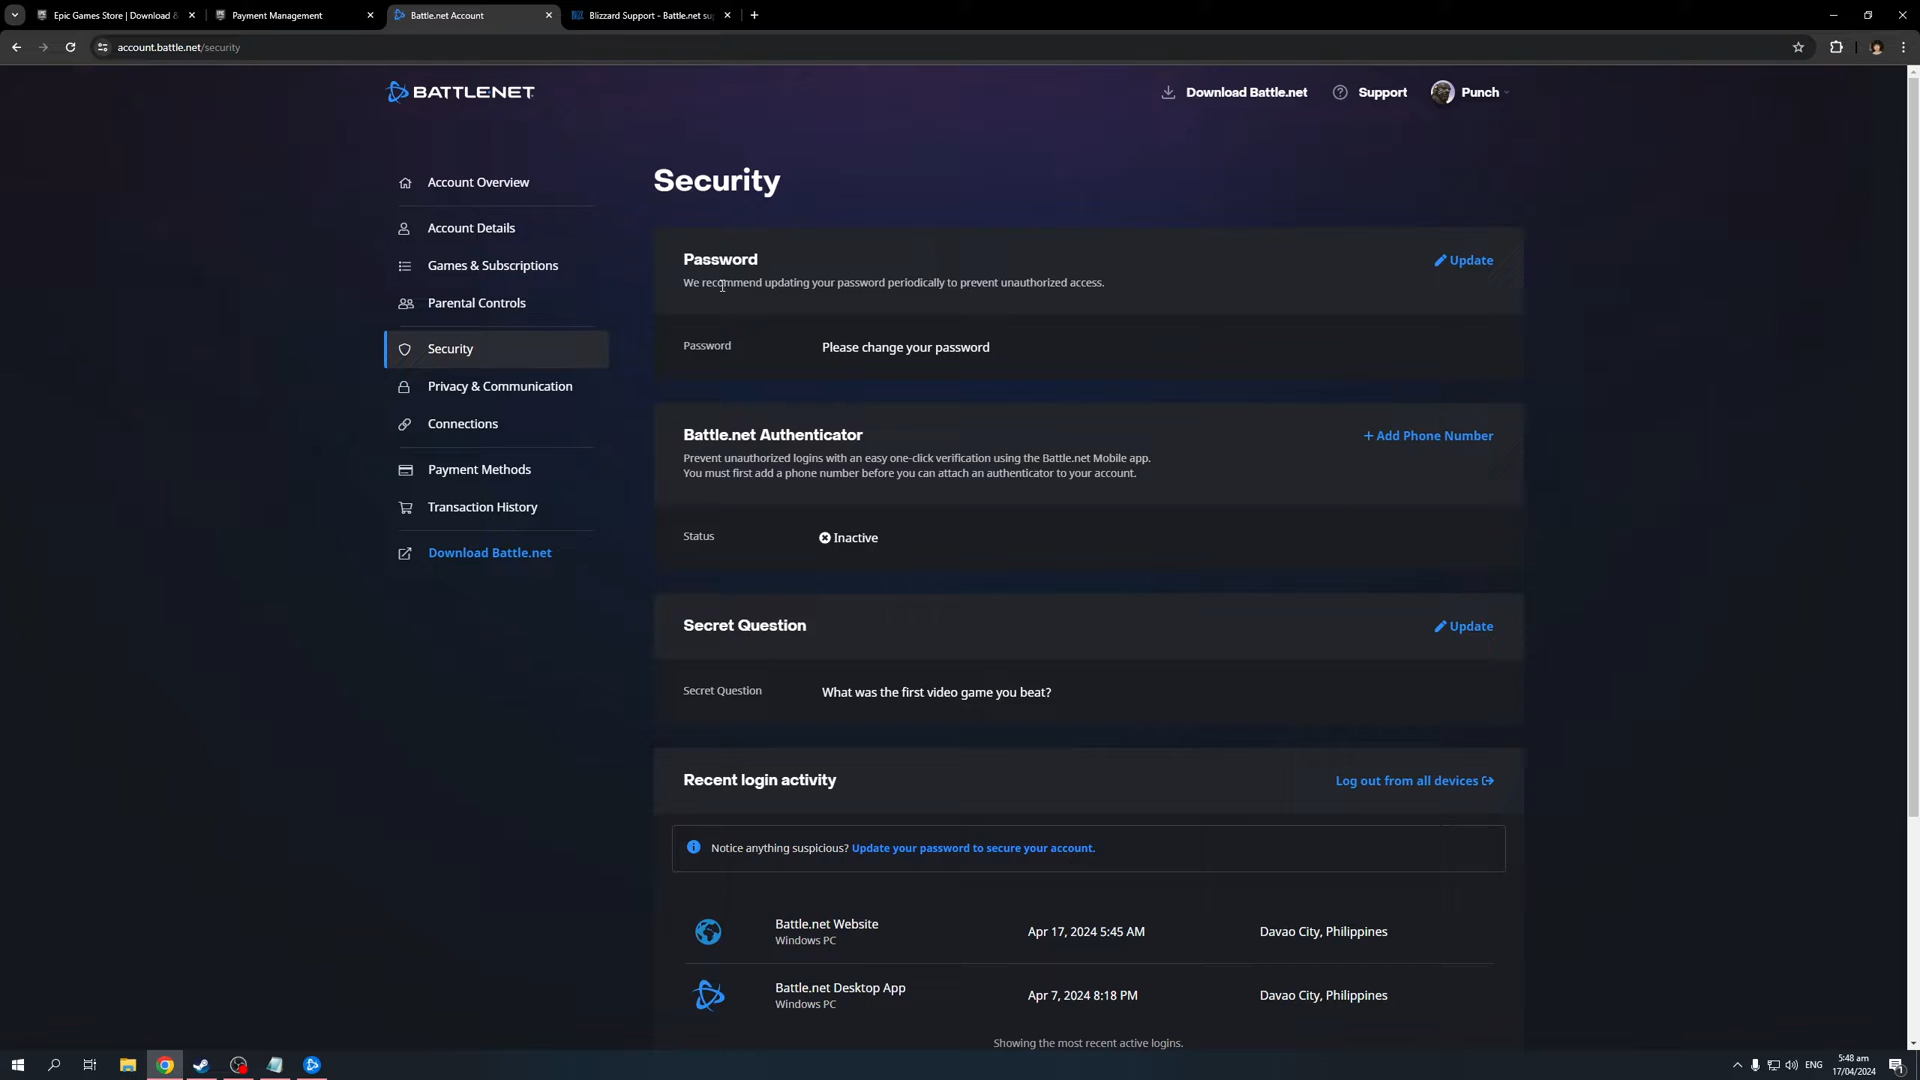 Epic Games Store | Download &
Payment Management
Battle.net Account
Blizzard Support - Battle.net su
account.battle.net/security
BATTLE.NET
Download Battle.net
Support
Punch
Account Overview
Account Details
Games & Subscriptions
Parental Controls
Security
Privacy & Communication
Connections
Payment Methods
Transaction History
Download Battle.net
Security
Password
Update
We recommend updating your password periodically to prevent unauthorized access.
Password
Please change your password
Battle.net Authenticator
+ Add Phone Number
Prevent unauthorized logins with an easy one-click verification using the Battle.net Mobile app.
You must first add a phone number before you can attach an authenticator to your account.
Status
Inactive
Secret Question
Update
Secret Question
What was the first video game you beat?
Recent login activity
Log out from all devices
Notice anything suspicious? Update your password to secure your account.
Battle.net Website
Windows PC
Apr 17, 2024 5:45 AM
Davao City, Philippines
Battle.net Desktop App
Windows PC
Apr 7, 2024 8:18 PM
Davao City, Philippines
Showing the most recent active logins.
ENG
5:48 am
17/04/2024